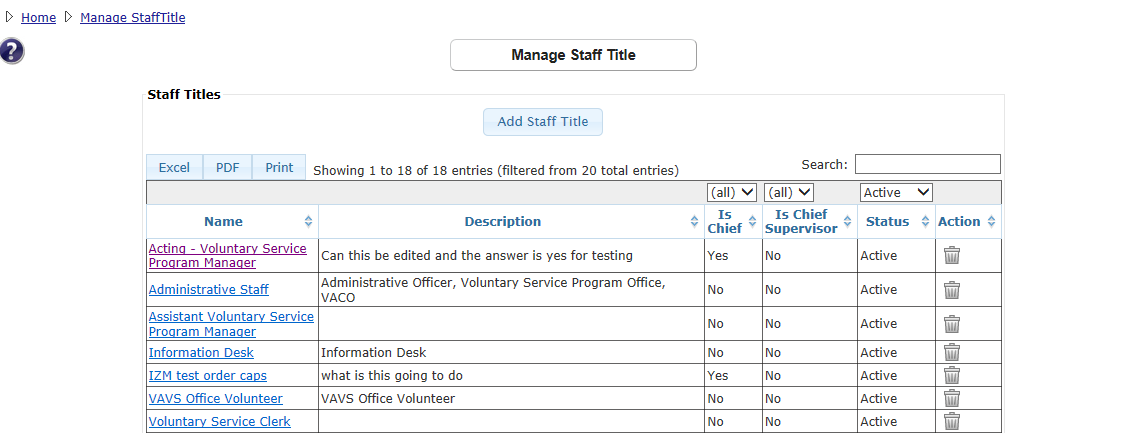 Home Manage StaffTitle
?
Manage Staff Title
Staff Titles
Add Staff Title
Excel PDF Print Showing 1 to 18 of 18 entries (filtered from 20 total entries) Search:
(all) (all) Active
Name Description Is Chief Is Chief Supervisor Status Action
Acting - Voluntary Service Program Manager Can this be edited and the answer is yes for testing Yes No Active
Administrative Staff Administrative Officer, Voluntary Service Program Office, VACO No No Active
Assistant Voluntary Service Program Manager No No Active
Information Desk Information Desk No No Active
IZM test order caps what is this going to do Yes No Active
VAVS Office Volunteer VAVS Office Volunteer No No Active
Voluntary Service Clerk No No Active